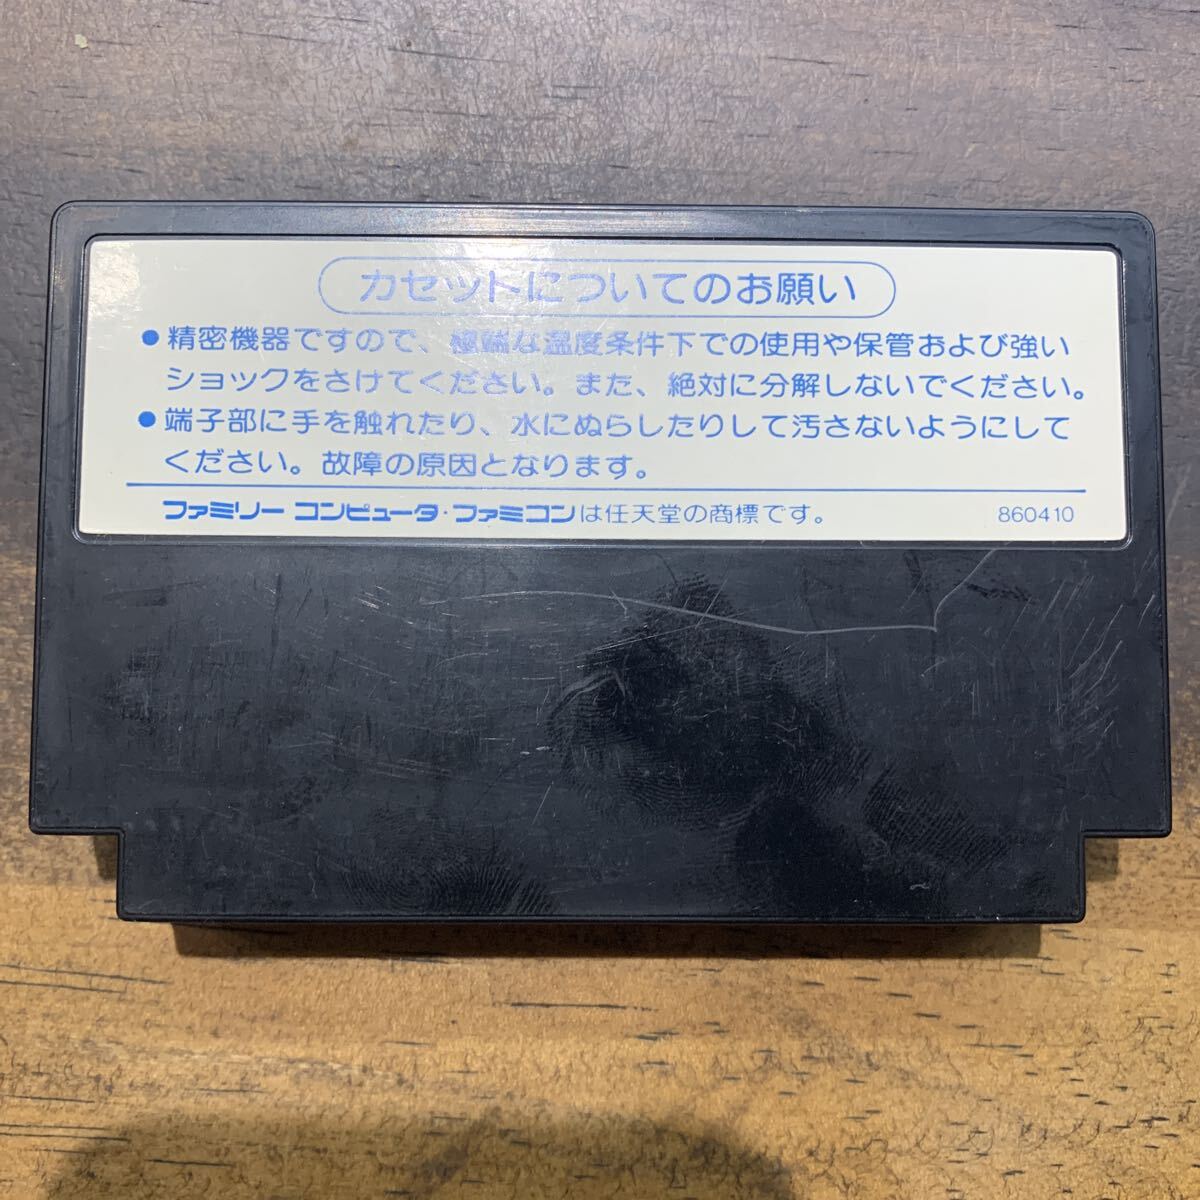 カセットについてのお願い
●精密機器ですので、極端な温度条件下での使用や保管および強い
ショックをさけてください。また、絶対に分解しないでください。
●端子部に手を触れたり、水にぬらしたりして汚さないようにして
ください。故障の原因となります。
ファミリーコンピュータ・ファミコンは任天堂の商標です。 860410